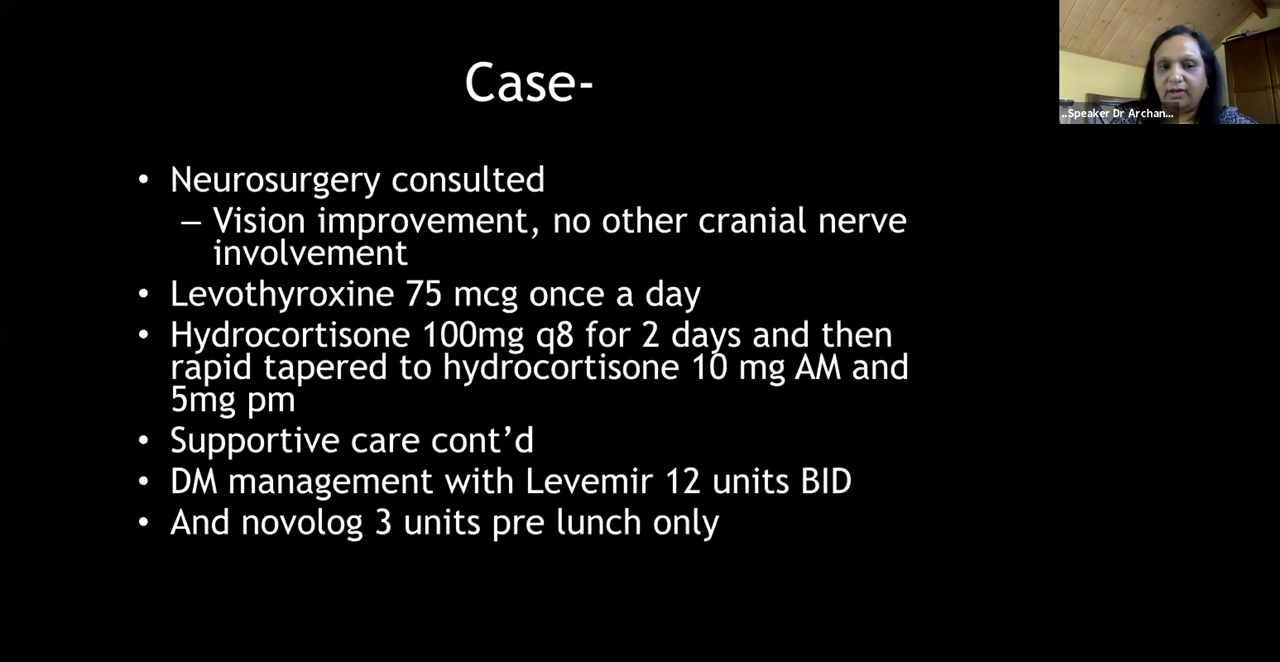 Case-
..Speaker Dr Archan...
• Neurosurgery consulted
– Vision improvement, no other cranial nerve
involvement
• Levothyroxine 75 mcg once a day
• Hydrocortisone 100mg q8 for 2 days and then
rapid tapered to hydrocortisone 10 mg AM and
5mg pm
• Supportive care cont’d
• DM management with Levemir 12 units BID
• And novolog 3 units pre lunch only